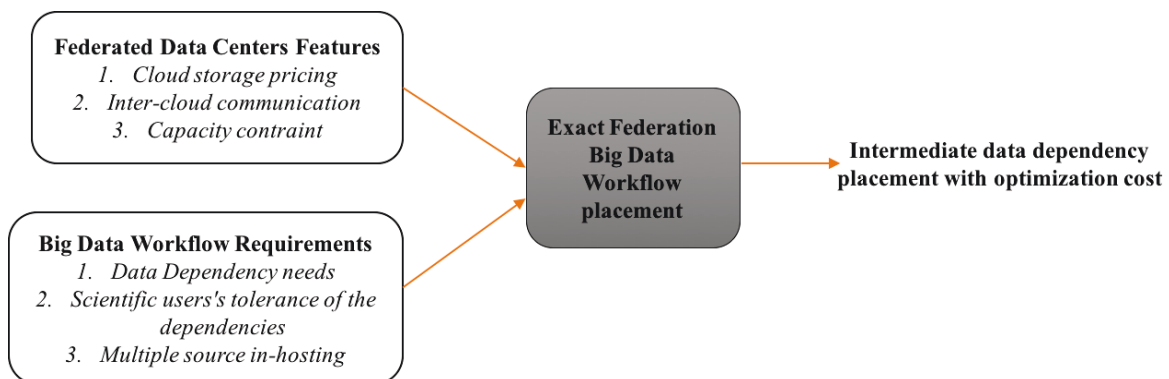 Federated Data Centers Features
1. Cloud storage pricing
2. Inter-cloud communication
3. Capacity contraint
Big Data Workflow Requirements
1. Data Dependency needs
2. Scientific users's tolerance of the
dependencies
3. Multiple source in-hosting
Exact Federation
Big Data
Workflow
placement
Intermediate data dependency
placement with optimization cost